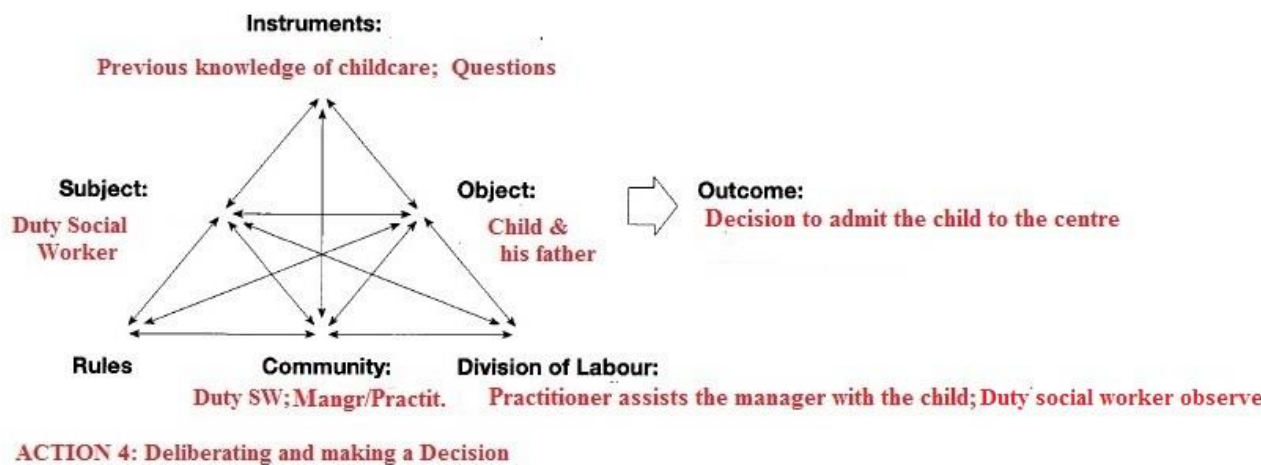 Instruments:
Previous knowledge of childcare; Questions
Subject:
Duty Social
Worker
Object:
Child &
his father
Outcome:
Decision to admit the child to the centre
Rules
Community:
Duty SW; Mangr/Practit.
Division of Labour:
Practitioner assists the manager with the child; Duty social worker observe
ACTION 4: Deliberating and making a Decision